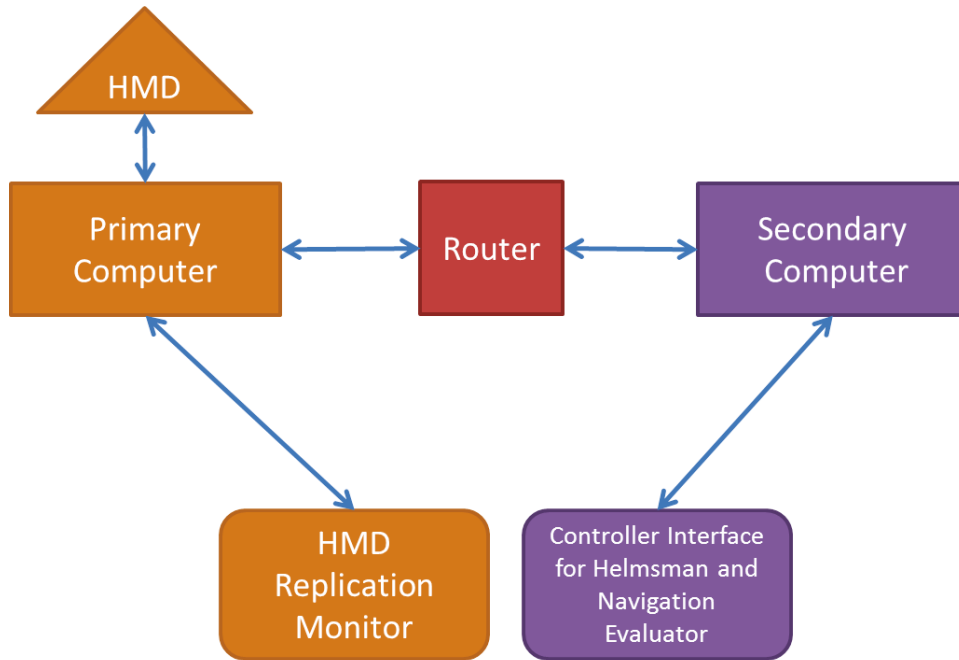 HMD
Primary
Computer
Router
Secondary
Computer
HMD
Replication
Monitor
Controller Interface
for Helmsman and
Navigation
Evaluator